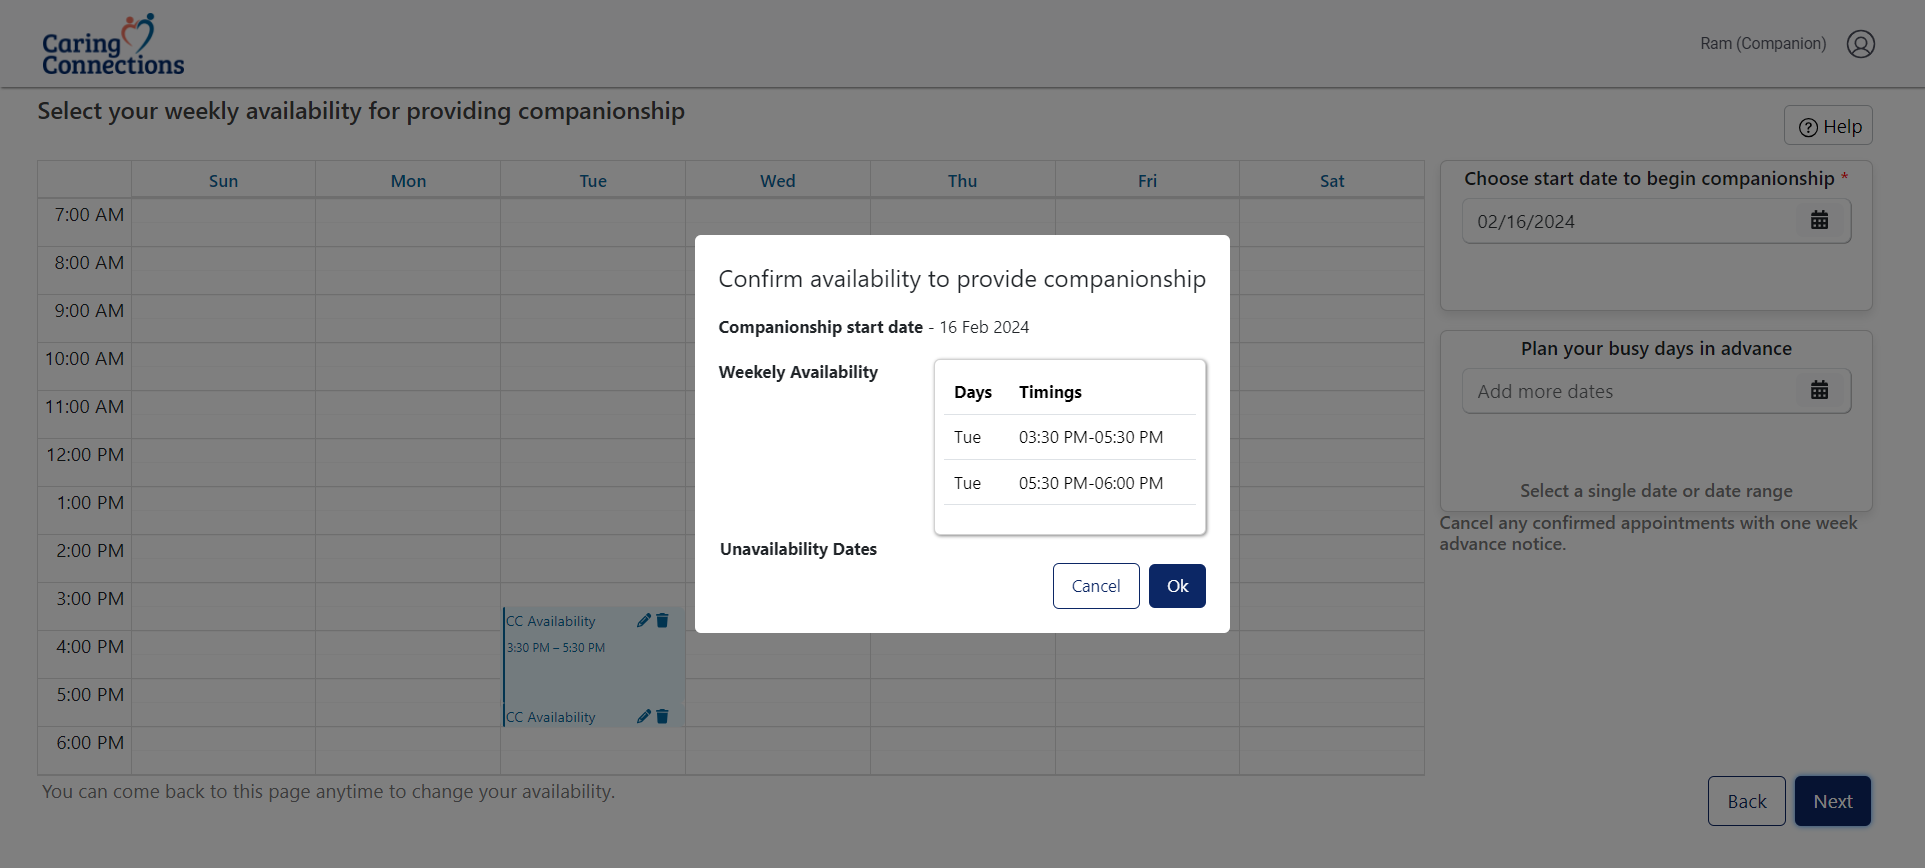 Caring
Connections
Ram (Companion)
Select your weekly availability for providing companionship
Help
Sun Mon Tue Wed Thu Fri Sat
7:00 AM
8:00 AM
9:00 AM
10:00 AM
11:00 AM
12:00 PM
1:00 PM
2:00 PM
3:00 PM
4:00 PM
5:00 PM
6:00 PM
CC Availability
3:30 PM – 5:30 PM
CC Availability
You can come back to this page anytime to change your availability.
Confirm availability to provide companionship
Companionship start date - 16 Feb 2024
Weekely Availability
Days Timings
Tue 03:30 PM-05:30 PM
Tue 05:30 PM-06:00 PM
Unavailability Dates
Cancel Ok
Choose start date to begin companionship *
02/16/2024
Plan your busy days in advance
Add more dates
Select a single date or date range
Cancel any confirmed appointments with one week
advance notice.
Back Next